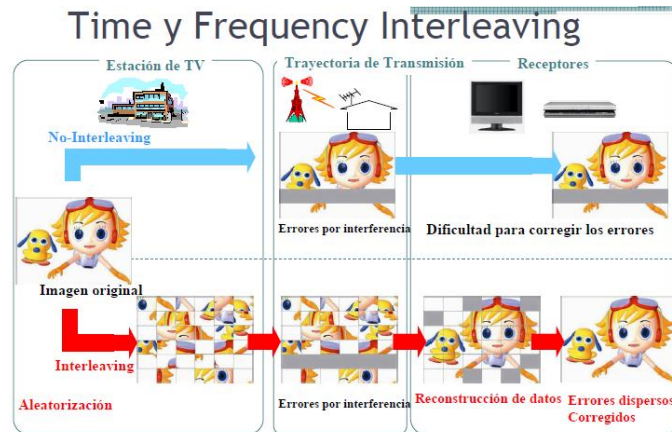 Time y Frequency Interleaving
Estación de TV
Trayectoria de Transmisión
Receptores
No-Interleaving
Errores por interferencia
Dificultad para corregir los errores
Imagen original
Interleaving
Aleatorización
Errores por interferencia
Reconstrucción de datos
Errores dispersos
Corregidos